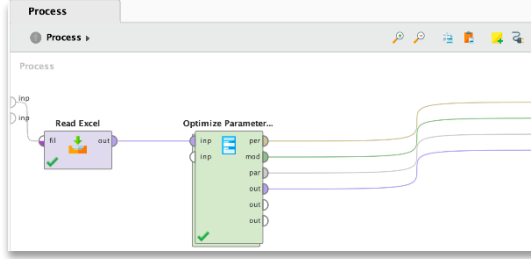 Process
Process
Process
inp
inp
Read Excel
fil
out
Optimize Parameter...
inp
per
inp
mod
par
out
out
out